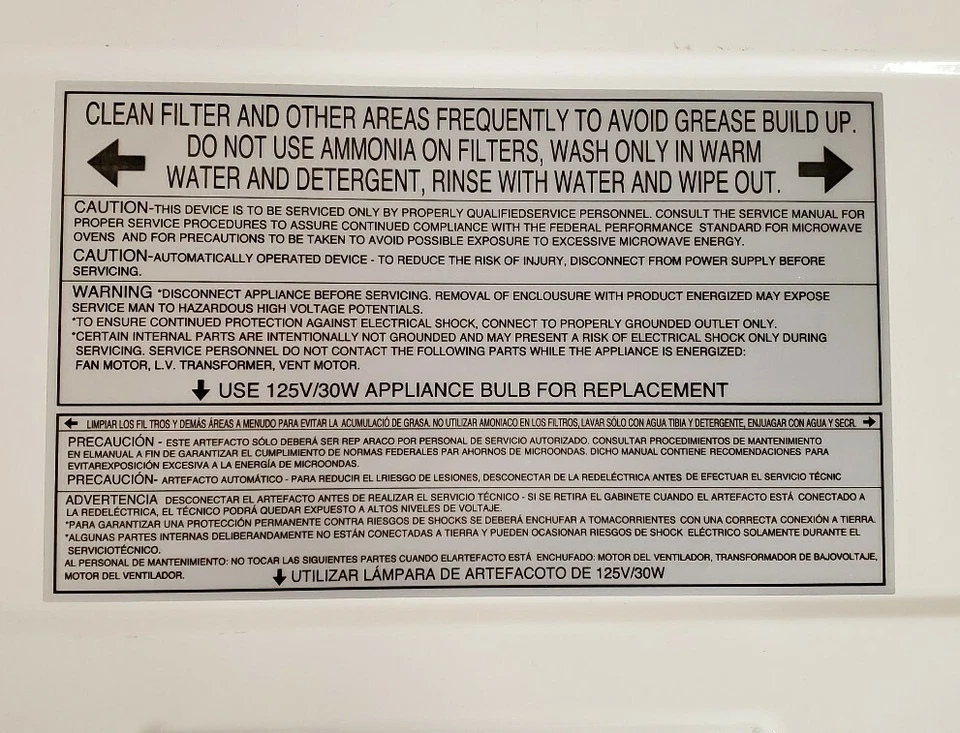 CLEAN FILTER AND OTHER AREAS FREQUENTLY TO AVOID GREASE BUILD UP.
DO NOT USE AMMONIA ON FILTERS, WASH ONLY IN WARM
WATER AND DETERGENT, RINSE WITH WATER AND WIPE OUT.
CAUTION-THIS DEVICE IS TO BE SERVICED ONLY BY PROPERLY QUALIFIEDSERVICE PERSONNEL. CONSULT THE SERVICE MANUAL FOR
PROPER SERVICE PROCEDURES TO ASSURE CONTINUED COMPLIANCE WITH THE FEDERAL PERFORMANCE STANDARD FOR MICROWAVE
OVENS AND FOR PRECAUTIONS TO BE TAKEN TO AVOID POSSIBLE EXPOSURE TO EXCESSIVE MICROWAVE ENERGY.
CAUTION-AUTOMATICALLY OPERATED DEVICE - TO REDUCE THE RISK OF INJURY, DISCONNECT FROM POWER SUPPLY BEFORE
SERVICING.
WARNING *DISCONNECT APPLIANCE BEFORE SERVICING. REMOVAL OF ENCLOUSURE WITH PRODUCT ENERGIZED MAY EXPOSE
SERVICE MAN TO HAZARDOUS HIGH VOLTAGE POTENTIALS.
*TO ENSURE CONTINUED PROTECTION AGAINST ELECTRICAL SHOCK, CONNECT TO PROPERLY GROUNDED OUTLET ONLY.
*CERTAIN INTERNAL PARTS ARE INTENTIONALLY NOT GROUNDED AND MAY PRESENT A RISK OF ELECTRICAL SHOCK ONLY DURING
SERVICING. SERVICE PERSONNEL DO NOT CONTACT THE FOLLOWING PARTS WHILE THE APPLIANCE IS ENERGIZED:
FAN MOTOR, L.V. TRANSFORMER, VENT MOTOR.
USE 125V/30W APPLIANCE BULB FOR REPLACEMENT
LIMPIAR LOS FIL TROS Y DEMÁS ÁREAS A MENUDO PARA EVITAR LA ACUMULACIÓ DE GRASA. NO UTILIZAR AMONIACO EN LOS FILTROS, LAVAR SÓLO CON AGUA TIBIA Y DETERGENTE, ENJUAGAR CON AGUA Y SECR.
PRECAUCIÓN - ESTE ARTEFACTO SÓLO DEBERÁ SER REP ARACO POR PERSONAL DE SERVICIO AUTORIZADO. CONSULTAR PROCEDIMIENTOS DE MANTENIMIENTO
EN ELMANUAL A FIN DE GARANTIZAR EL CUMPLIMIENTO DE NORMAS FEDERALES PAR AHORNOS DE MICROONDAS. DICHO MANUAL CONTIENE RECOMENDACIONES PARA
EVITAREXPOSICIÓN EXCESIVA A LA ENERGÍA DE MICROONDAS.
PRECAUCIÓN- ARTEFACTO AUTOMÁTICO - PARA REDUCIR EL LRIESGO DE LESIONES, DESCONECTAR DE LA REDELÉCTRICA ANTES DE EFECTUAR EL SERVICIO TÉCNIC
ADVERTENCIA DESCONECTAR EL ARTEFACTO ANTES DE REALIZAR EL SERVICIO TÉCNICO - SI SE RETIRA EL GABINETE CUANDO EL ARTEFACTO ESTÁ CONECTADO A
LA REDELÉCTRICA, EL TÉCNICO PODRÁ QUEDAR EXPUESTO A ALTOS NIVELES DE VOLTAJE.
*PARA GARANTIZAR UNA PROTECCIÓN PERMANENTE CONTRA RIESGOS DE SHOCKS SE DEBERÁ ENCHUFAR A TOMACORRIENTES CON UNA CORRECTA CONEXIÓN A TIERRA.
*ALGUNAS PARTES INTERNAS DELIBERANDAMENTE NO ESTÁN CONECTADAS A TIERRA Y PUEDEN OCASIONAR RIESGOS DE SHOCK ELÉCTRICO SOLAMENTE DURANTE EL
SERVICIOTÉCNICO.
AL PERSONAL DE MANTENIMIENTO: NO TOCAR LAS SIGUIENTES PARTES CUANDO ELARTEFACTO ESTÁ ENCHUFADO: MOTOR DEL VENTILADOR, TRANSFORMADOR DE BAJOVOLTAJE,
MOTOR DEL VENTILADOR.
UTILIZAR LÁMPARA DE ARTEFACOTO DE 125V/30W